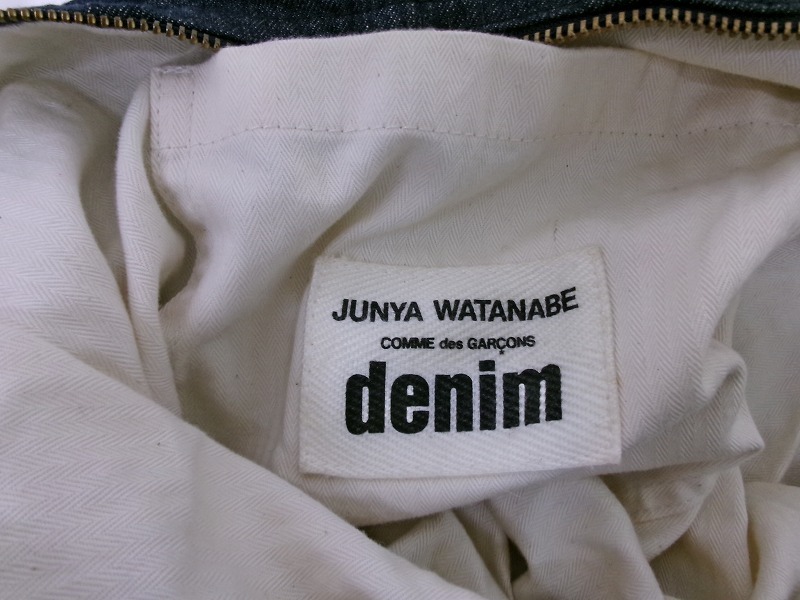 JUNYA WATANABE
COMME des GARÇONS
denim